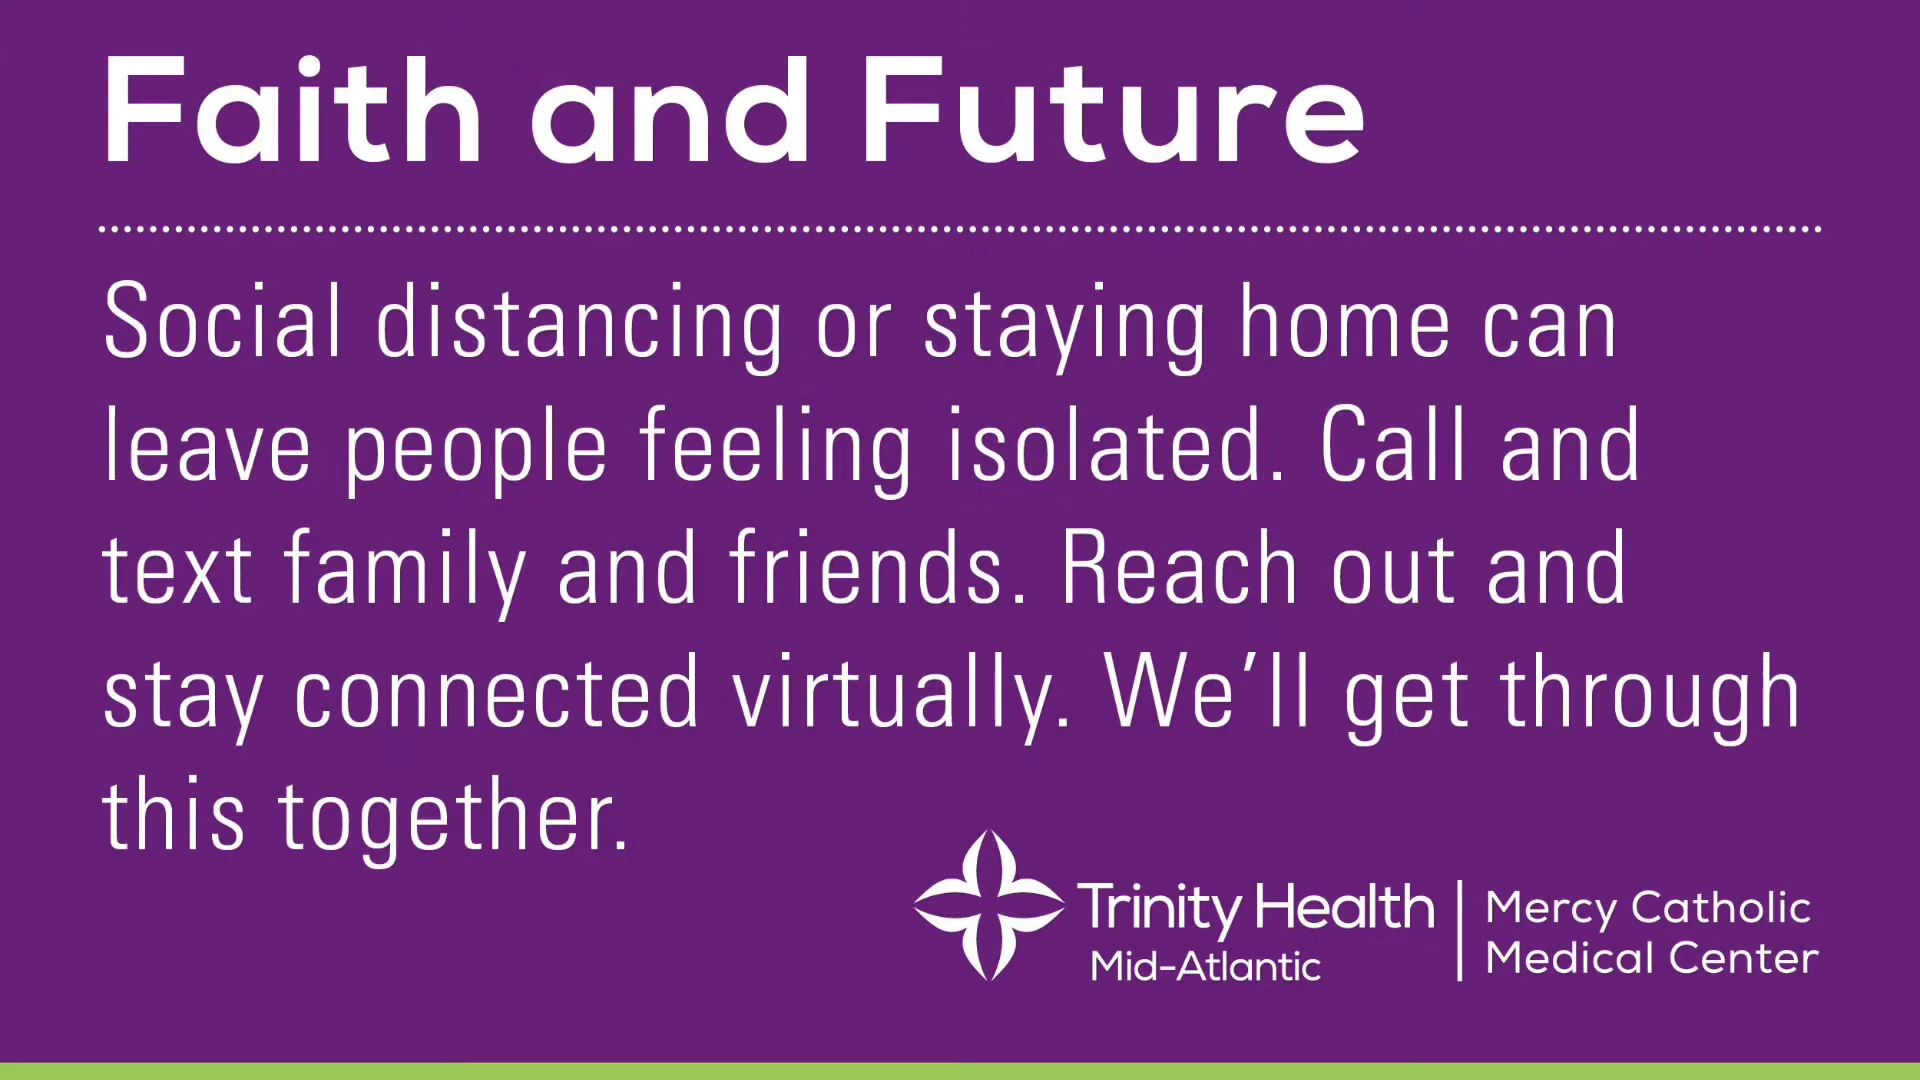 Faith and Future
Social distancing or staying home can
leave people feeling isolated. Call and
text family and friends. Reach out and
stay connected virtually. We’ll get through
this together.
Trinity Health
Mid-Atlantic
Mercy Catholic
Medical Center